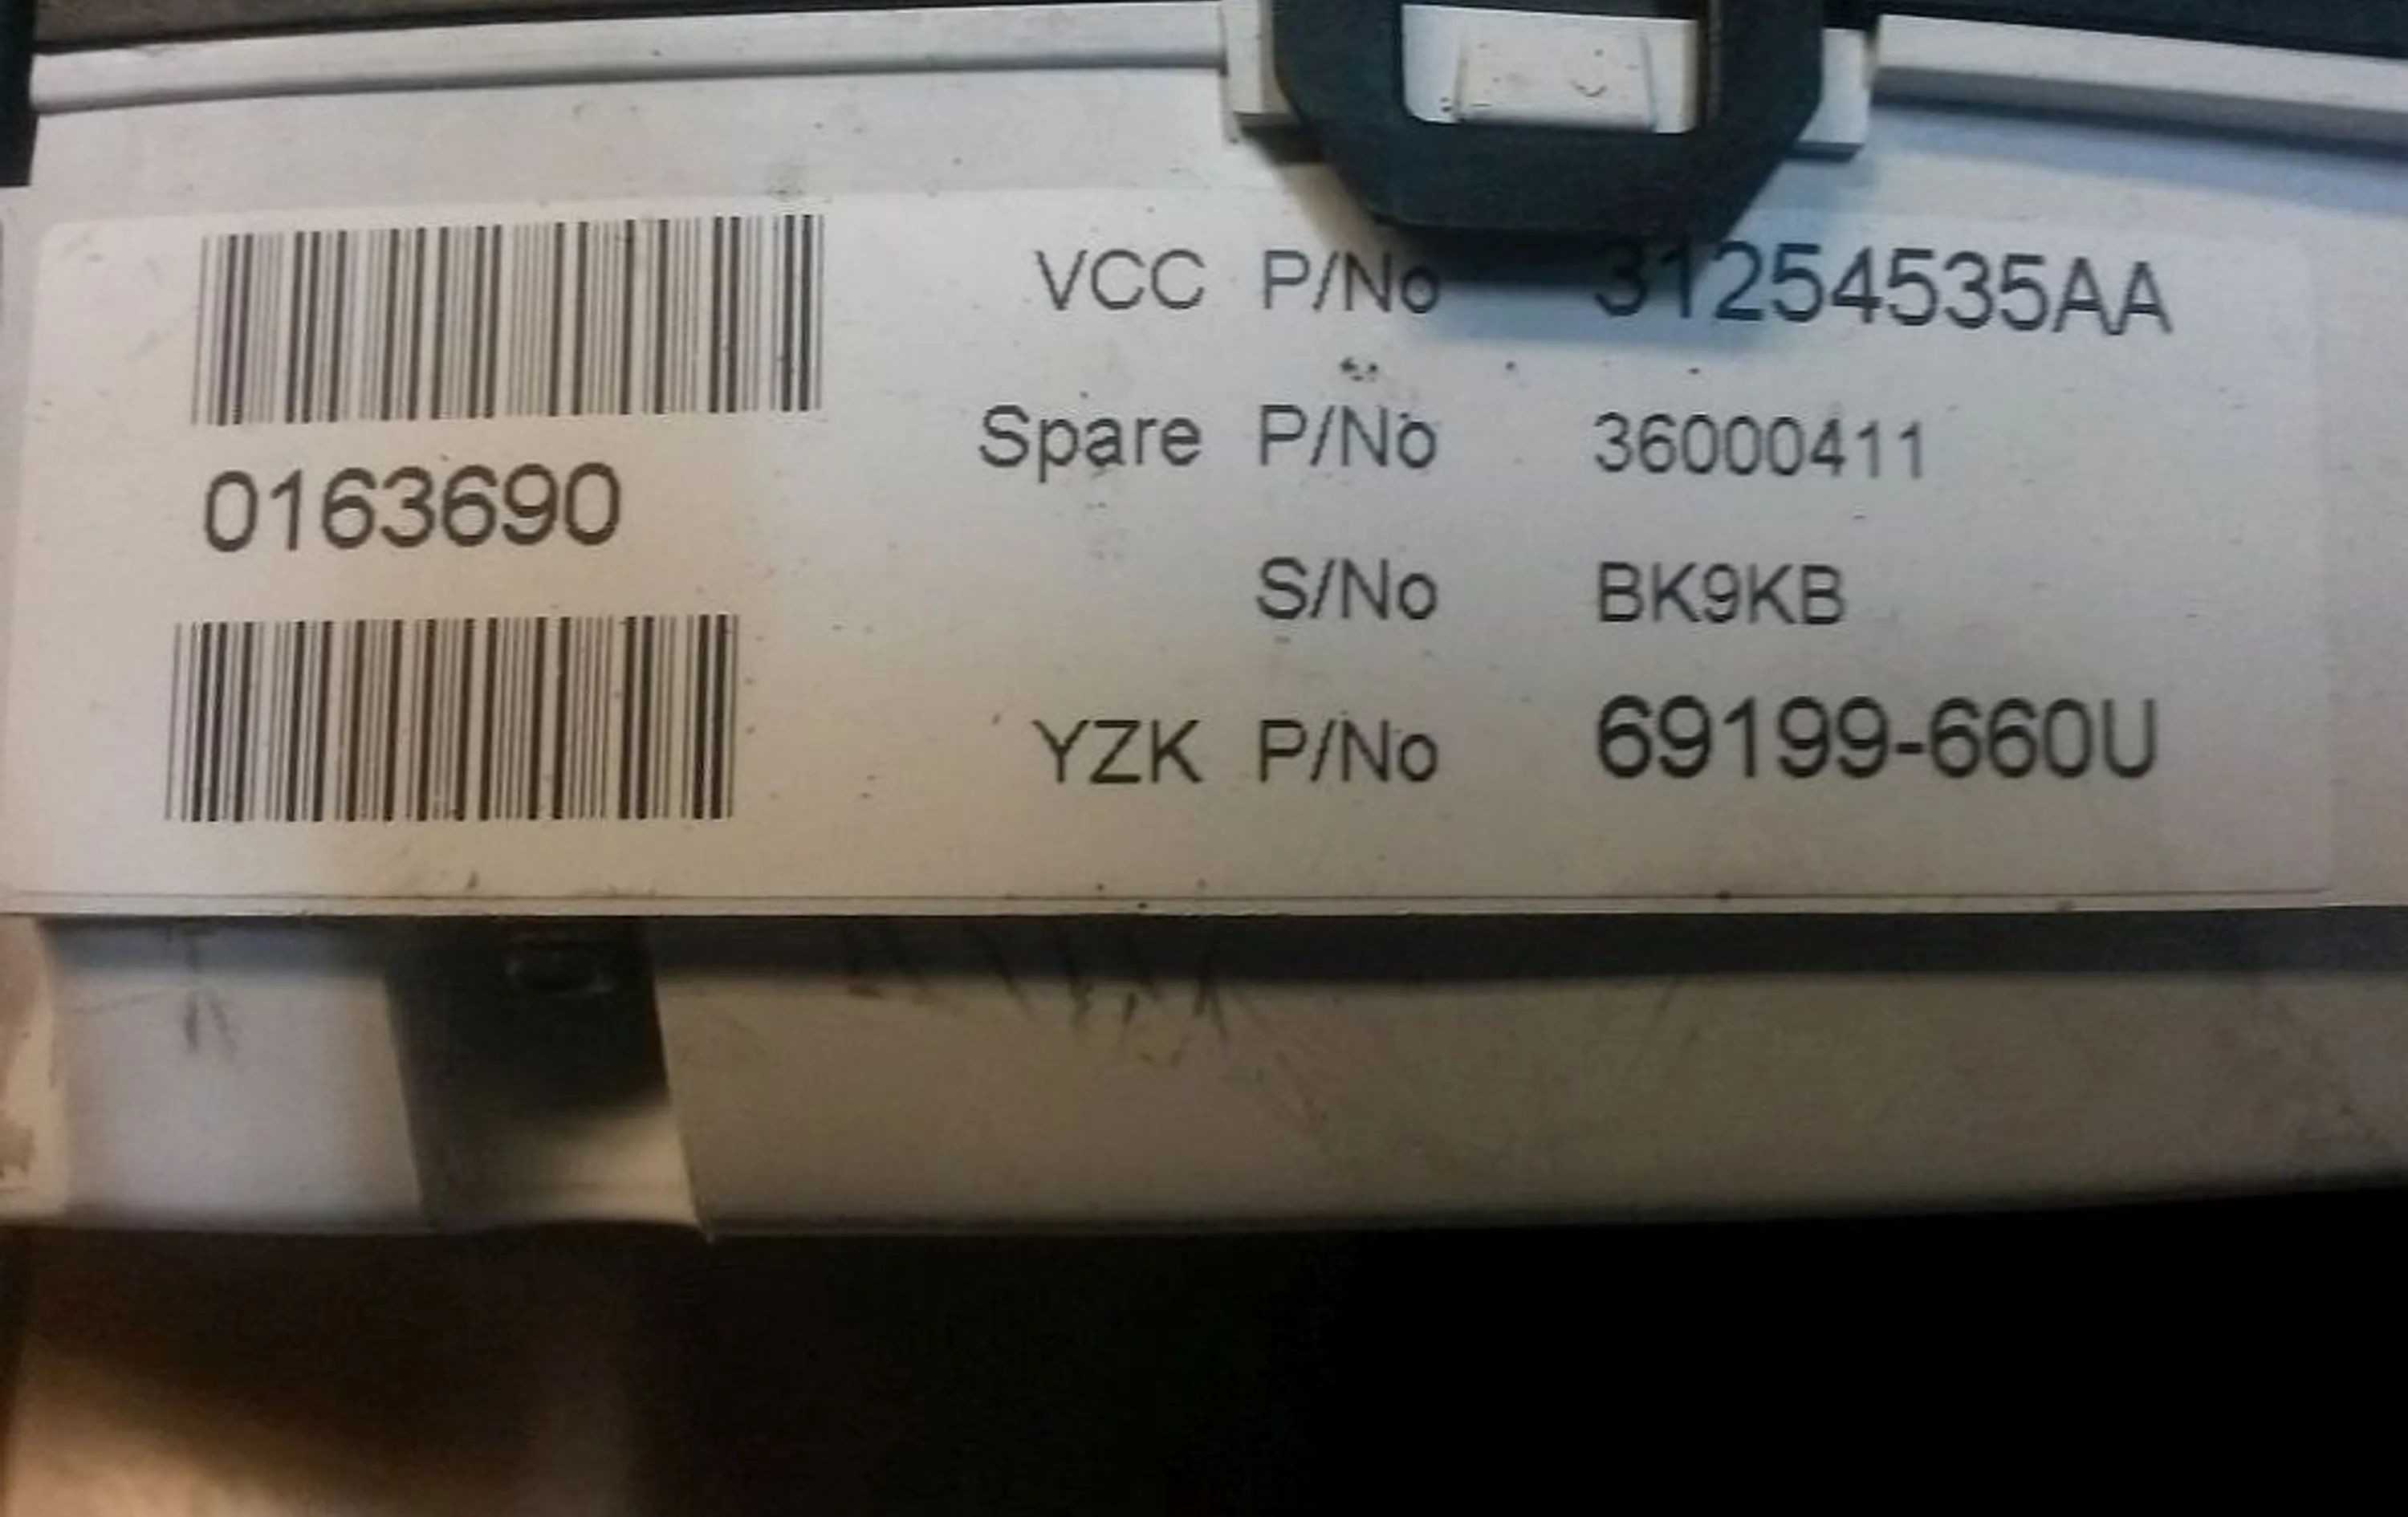 VCC P/No 31254535AA
Spare P/No 36000411
0163690
S/No BK9KB
YZK P/No 69199-660U